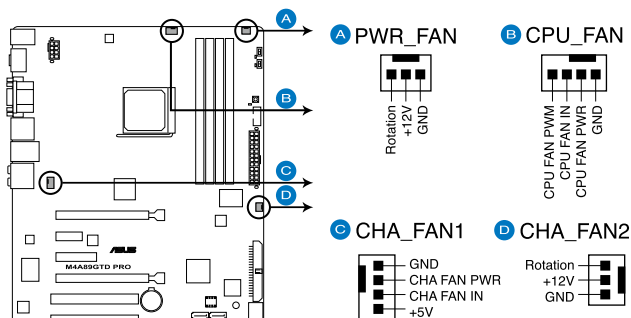 A
A PWR_FAN
Rotation
+12V
GND
B CPU_FAN
CPU FAN PWM
CPU FAN IN
CPU FAN PWR
GND
B
C
D
C CHA_FAN1
GND
CHA FAN PWR
CHA FAN IN
+5V
D CHA_FAN2
Rotation
+12V
GND
ASUS
M4A89GTD PRO